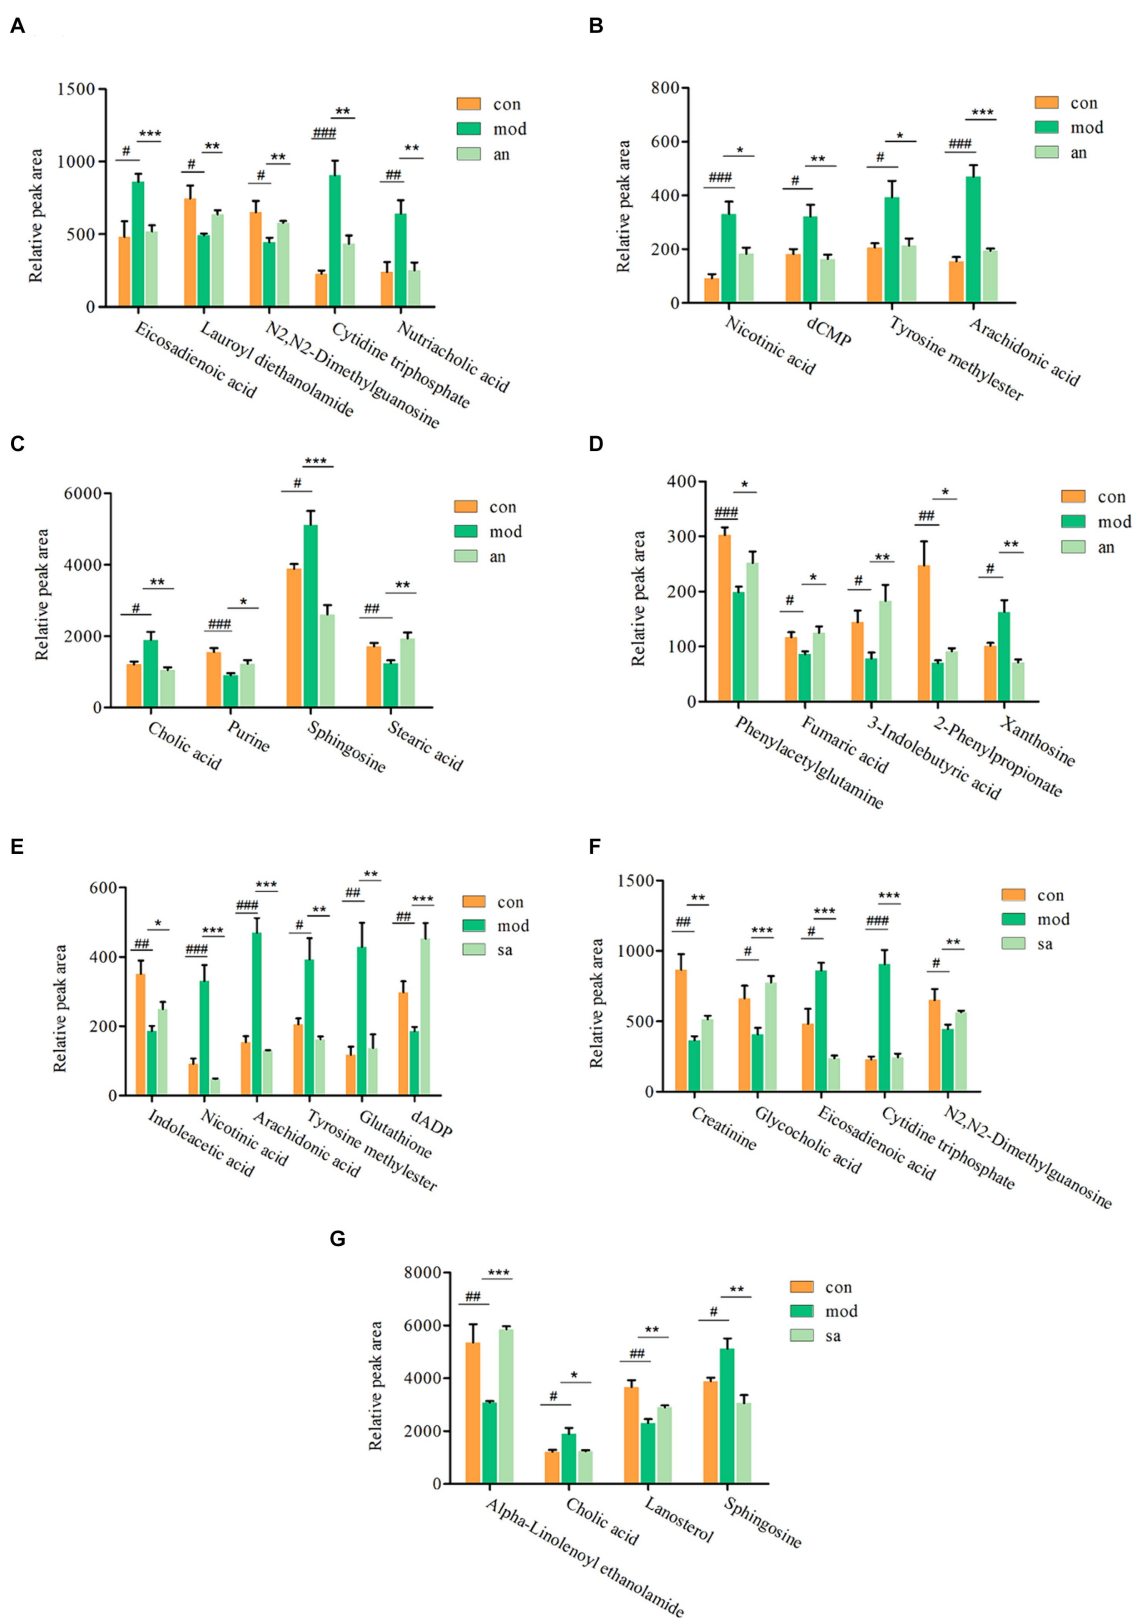 A
Relative peak area
1500
1000
500
0
# *** # ** # ** ### ** ## **
con
mod
an
Eicosadienoic acid
Lauroyl diethanolamide
N2,N2-Dimethylguanosine
Cytidine triphosphate
Nutriacholic acid
B
Relative peak area
800
600
400
200
0
### * # ** # * ### ***
con
mod
an
Nicotinic acid
dCMP
Tyrosine methylester
Arachidonic acid
C
Relative peak area
6000
4000
2000
0
# ** ### * # *** ## **
con
mod
an
Cholic acid
Purine
Sphingosine
Stearic acid
D
Relative peak area
400
300
200
100
0
### * # * # ** ## * # **
con
mod
an
Phenylacetylglutamine
Fumaric acid
3-Indolebutyric acid
2-Phenylpropionate
Xanthosine
E
Relative peak area
600
400
200
0
## * ### *** ### *** # ** ## ** ## ***
con
mod
sa
Indoleacetic acid
Nicotinic acid
Arachidonic acid
Tyrosine methylester
Glutathione
dADP
F
Relative peak area
1500
1000
500
0
## ** # *** # *** ### *** # **
con
mod
sa
Creatinine
Glycocholic acid
Eicosadienoic acid
Cytidine triphosphate
N2,N2-Dimethylguanosine
G
Relative peak area
8000
6000
4000
2000
0
## *** # * ## ** # **
con
mod
sa
Alpha-Linolenoyl ethanolamide
Cholic acid
Lanosterol
Sphingosine